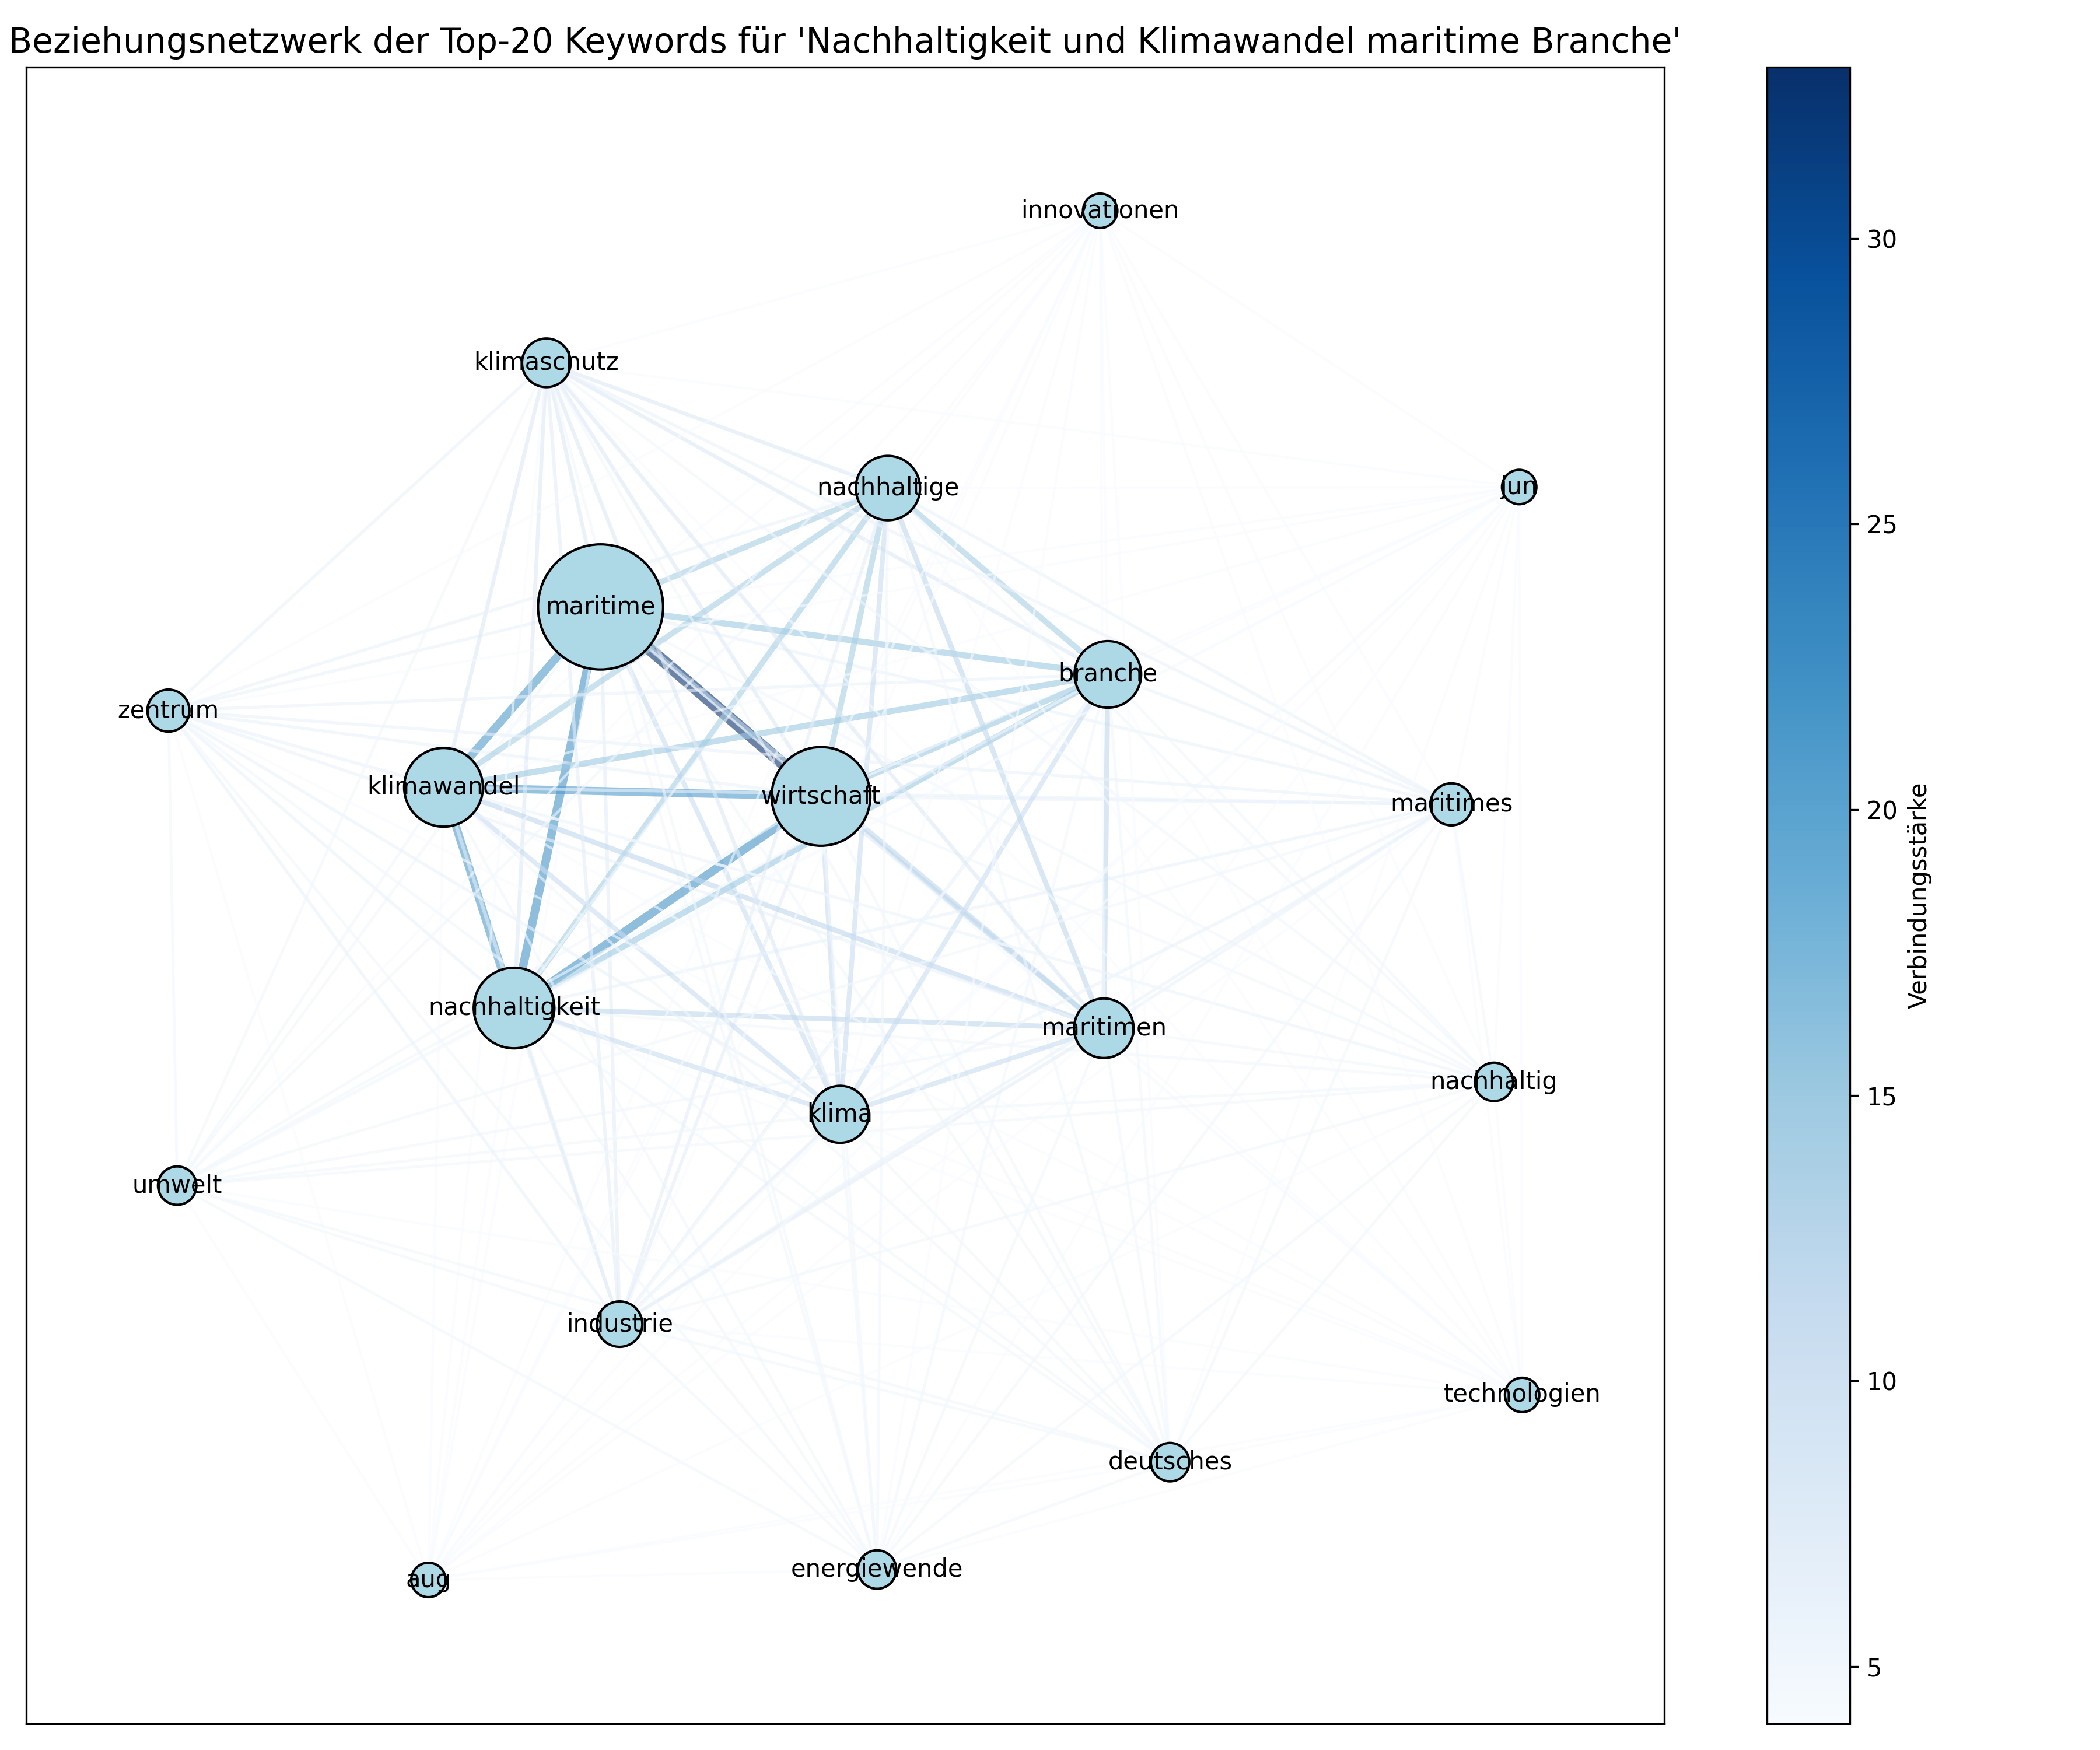 Beziehungsnetzwerk der Top-20 Keywords für 'Nachhaltigkeit und Klimawandel maritime Branche'
innovationen
klimaschutz
nachhaltige
jun
maritime
branche
zentrum
klimawandel
wirtschaft
maritimes
nachhaltigkeit
maritimen
nachhaltig
klima
umwelt
industrie
technologien
deutsches
energiewende
aug
30
25
20
15
10
5
Verbindungsstärke